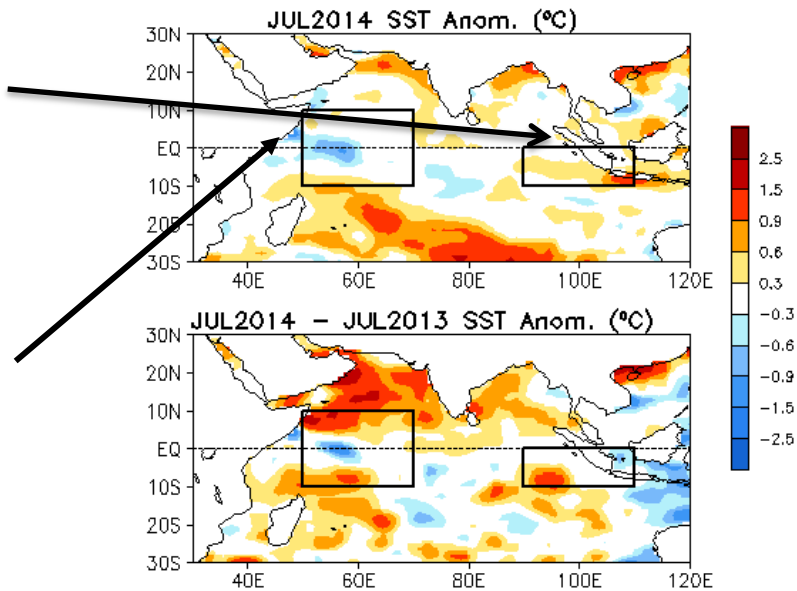 JUL2014 SST Anom. (ºC)
30N
20N
10N
EQ
10S
20S
30S
40E 60E 80E 100E 120E
2.5
1.5
0.9
0.6
0.3
-0.3
-0.6
-0.9
-1.5
-2.5
JUL2014 - JUL2013 SST Anom. (ºC)
30N
20N
10N
EQ
10S
20S
30S
40E 60E 80E 100E 120E